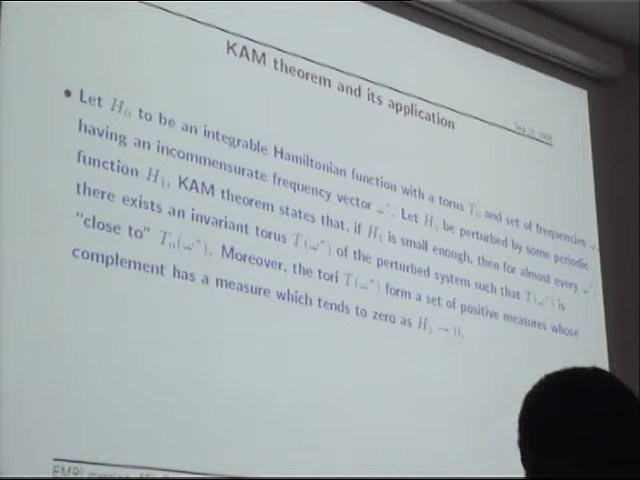 KAM theorem and its application
• Let H₀ to be an integrable Hamiltonian function with a torus T₀ and set of frequencies ω
having an incommensurate frequency vector ω*. Let H₀ be perturbed by some periodic
function H₁, KAM theorem states that, if H₁ is small enough, then for almost every ω*,
there exists an invariant torus T(ω*) of the perturbed system such that T(ω*) is
"close to" T₀(ω*). Moreover, the tori T(ω*) form a set of positive measures whose
complement has a measure which tends to zero as H₁ → 0.